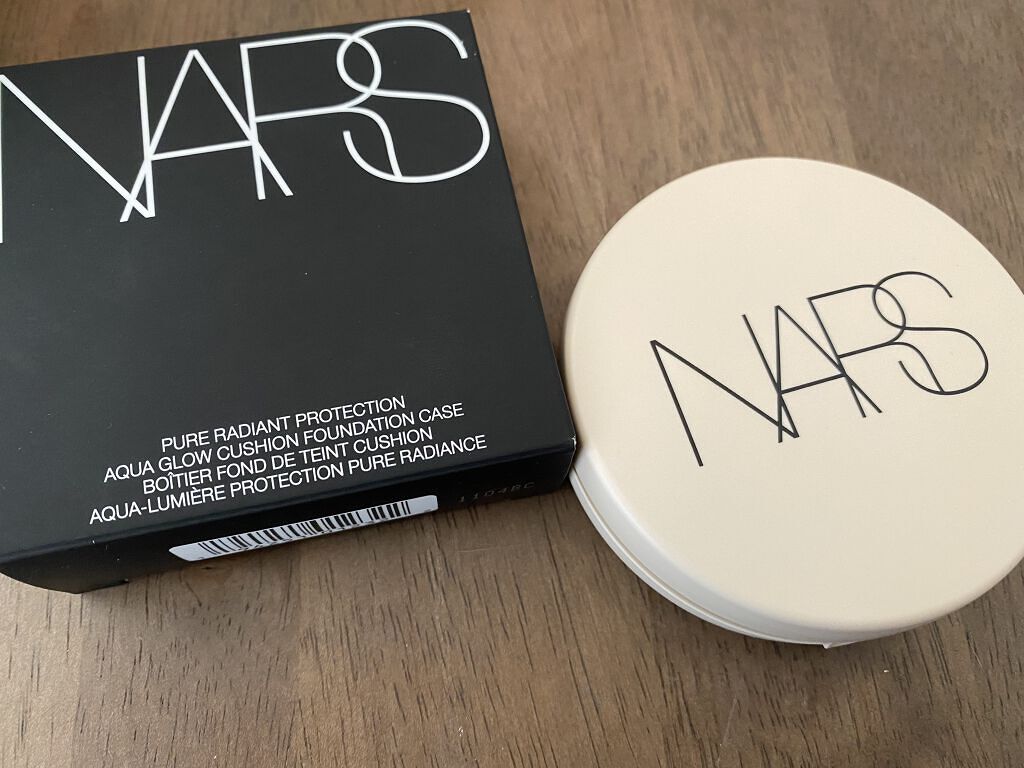 NARS
PURE RADIANT PROTECTION
AQUA GLOW CUSHION FOUNDATION CASE
BOÎTIER FOND DE TEINT CUSHION
AQUA-LUMIÈRE PROTECTION PURE RADIANCE
NARS